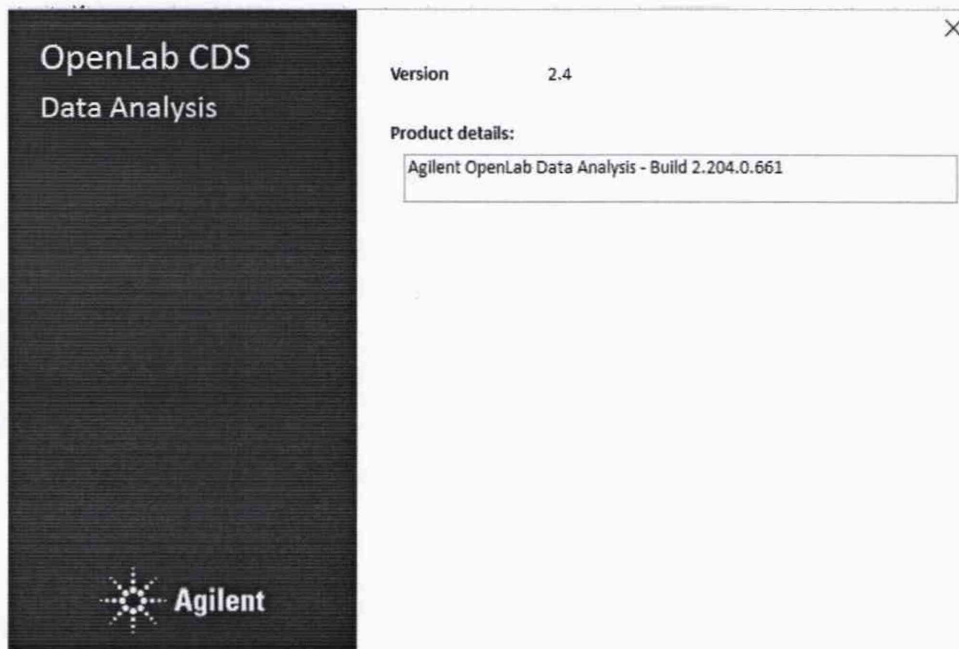 OpenLab CDS
Data Analysis
Version 2.4
Product details:
Agilent OpenLab Data Analysis - Build 2.204.0.661
Agilent